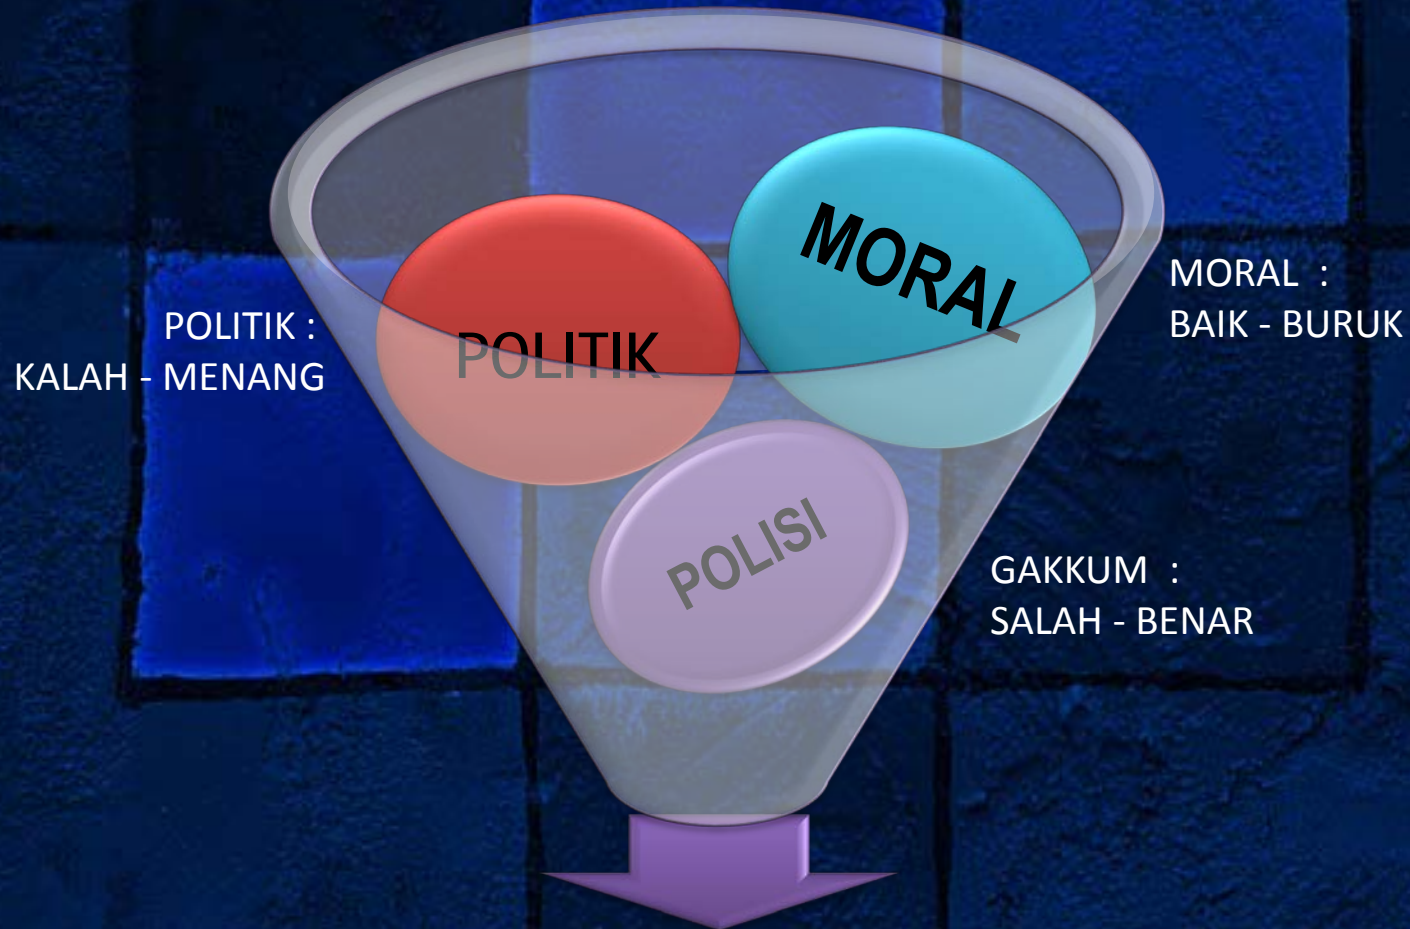 MORAL
POLITIK
POLISI
POLITIK :
KALAH - MENANG
MORAL :
BAIK - BURUK
GAKKUM :
SALAH - BENAR